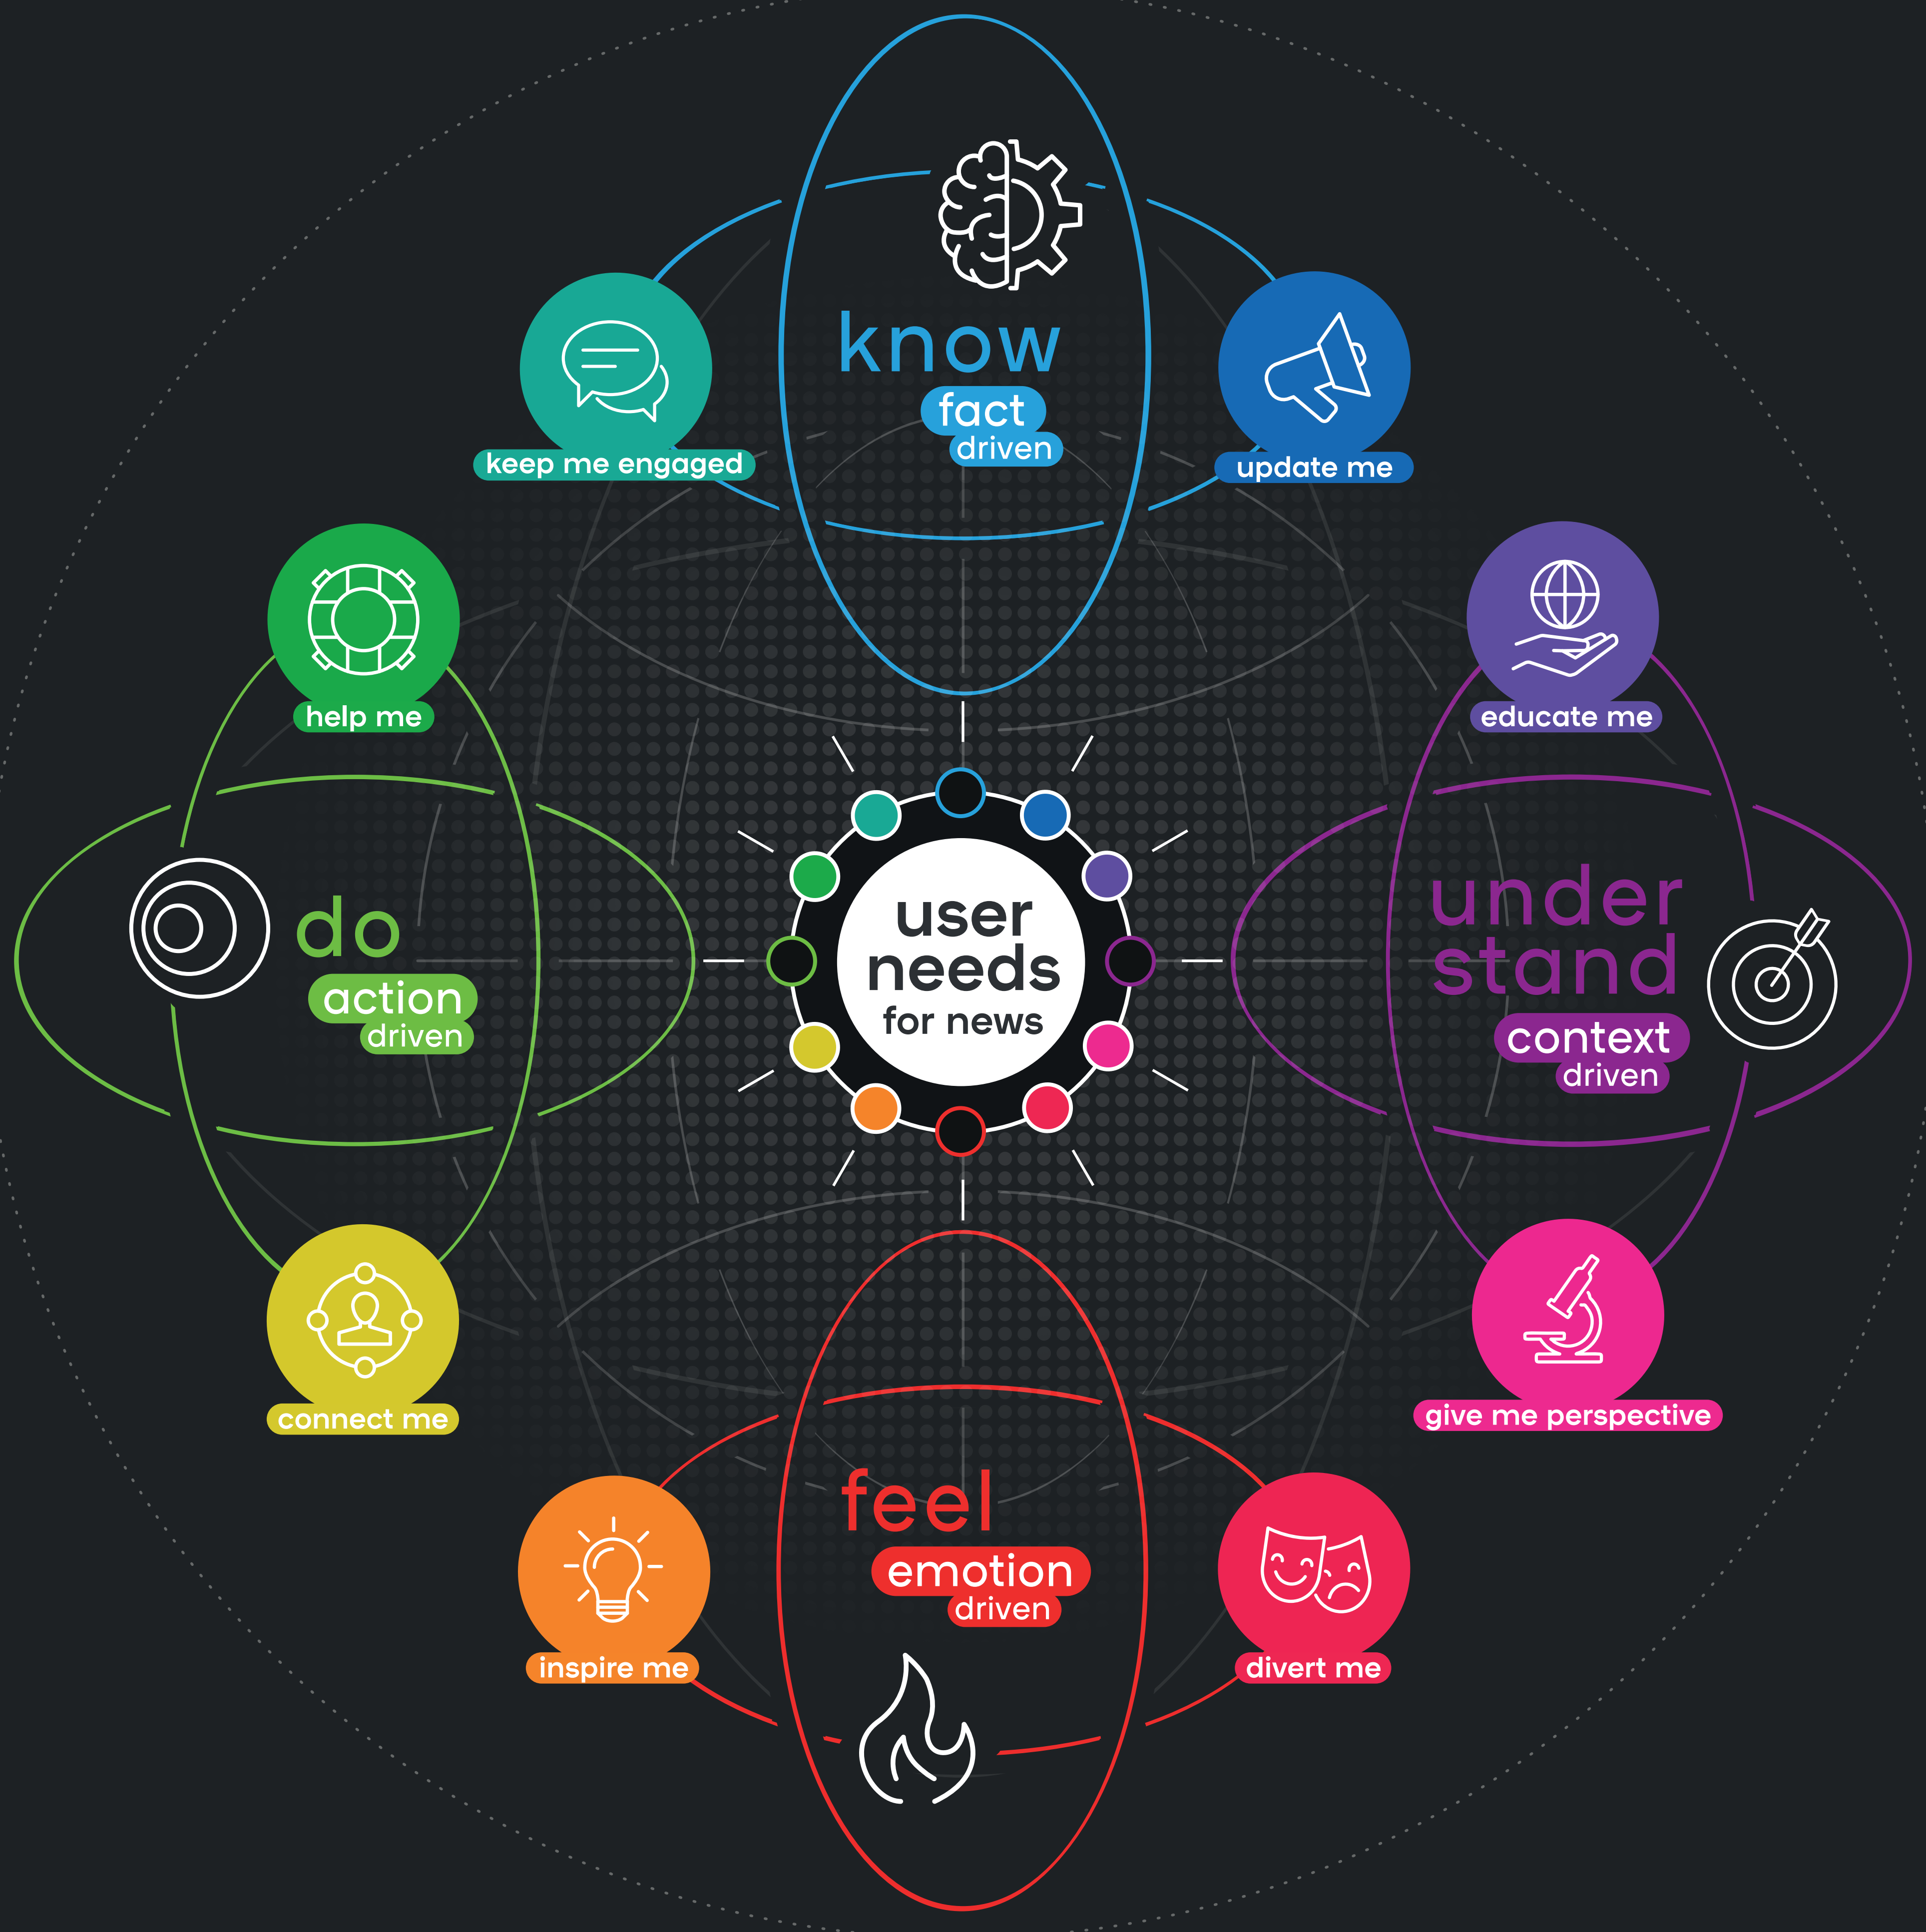 know
fact
driven
keep me engaged
update me
help me
educate me
do
action
driven
user
needs
for news
under
stand
context
driven
connect me
give me perspective
feel
emotion
driven
inspire me
divert me